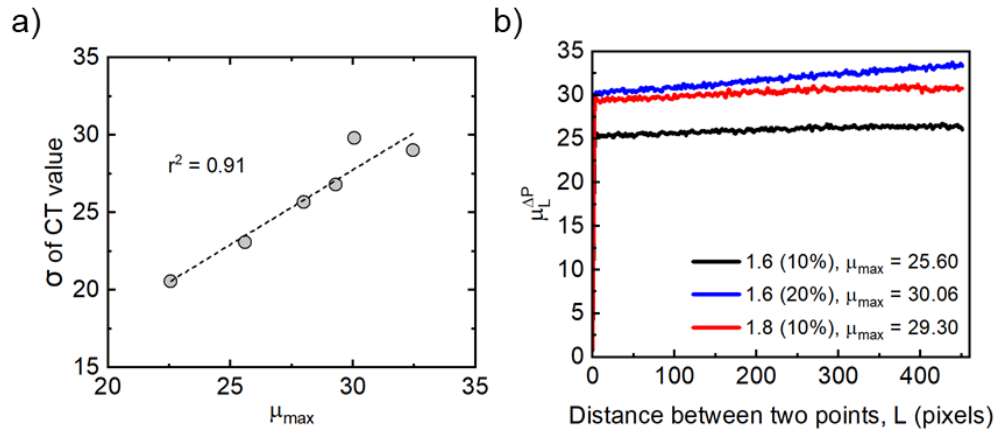 a)
σ of CT value
35
30
25
20
15
r² = 0.91
20
25
30
35
μmax
b)
μ_L^ΔP
35
30
25
20
15
10
5
0
1.6 (10%), μmax = 25.60
1.6 (20%), μmax = 30.06
1.8 (10%), μmax = 29.30
0
100
200
300
400
Distance between two points, L (pixels)